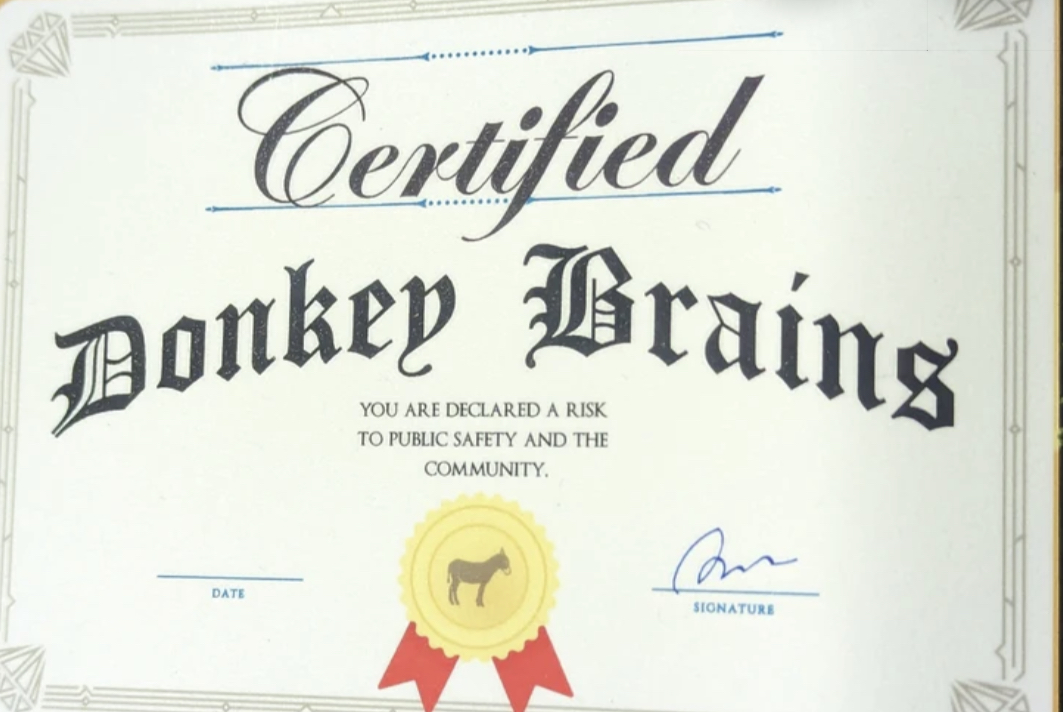 Certified
Donkey Brains
YOU ARE DECLARED A RISK
TO PUBLIC SAFETY AND THE
COMMUNITY.
DATE
SIGNATURE